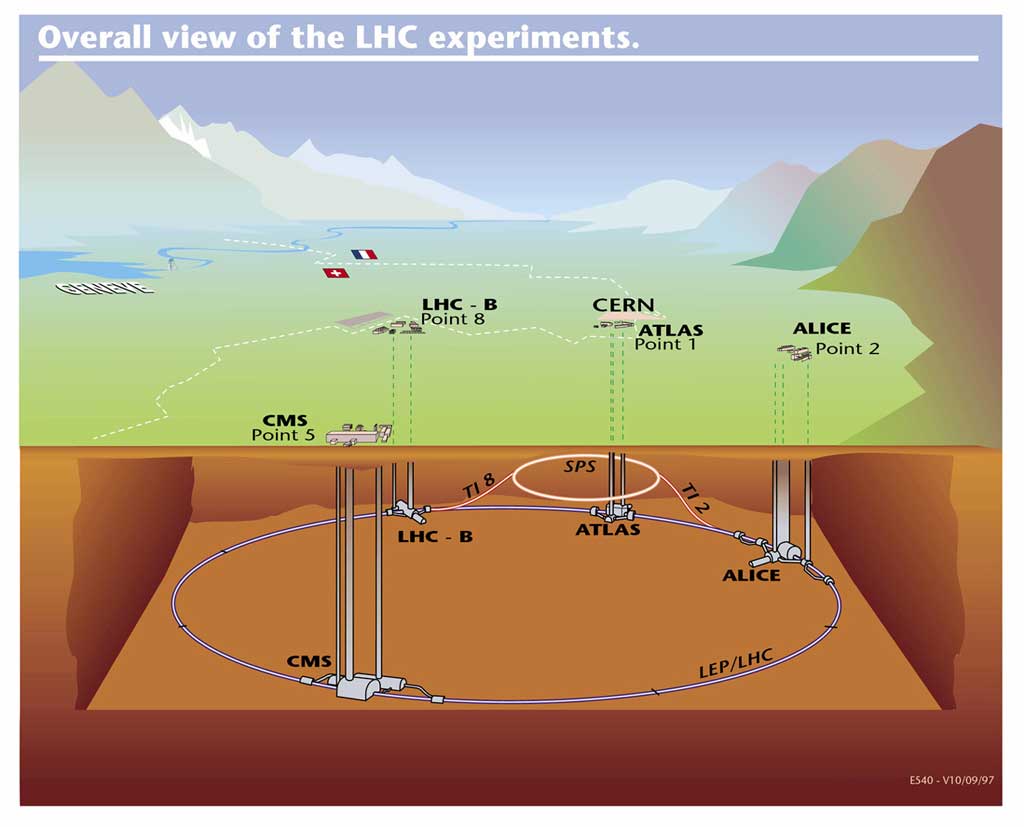 Overall view of the LHC experiments.
GENEVE
LHC - B
Point 8
CERN
ATLAS
Point 1
ALICE
Point 2
CMS
Point 5
SPS
TI 8
TI 2
LHC - B
ATLAS
ALICE
CMS
LEP/LHC
E540 - V10/09/97